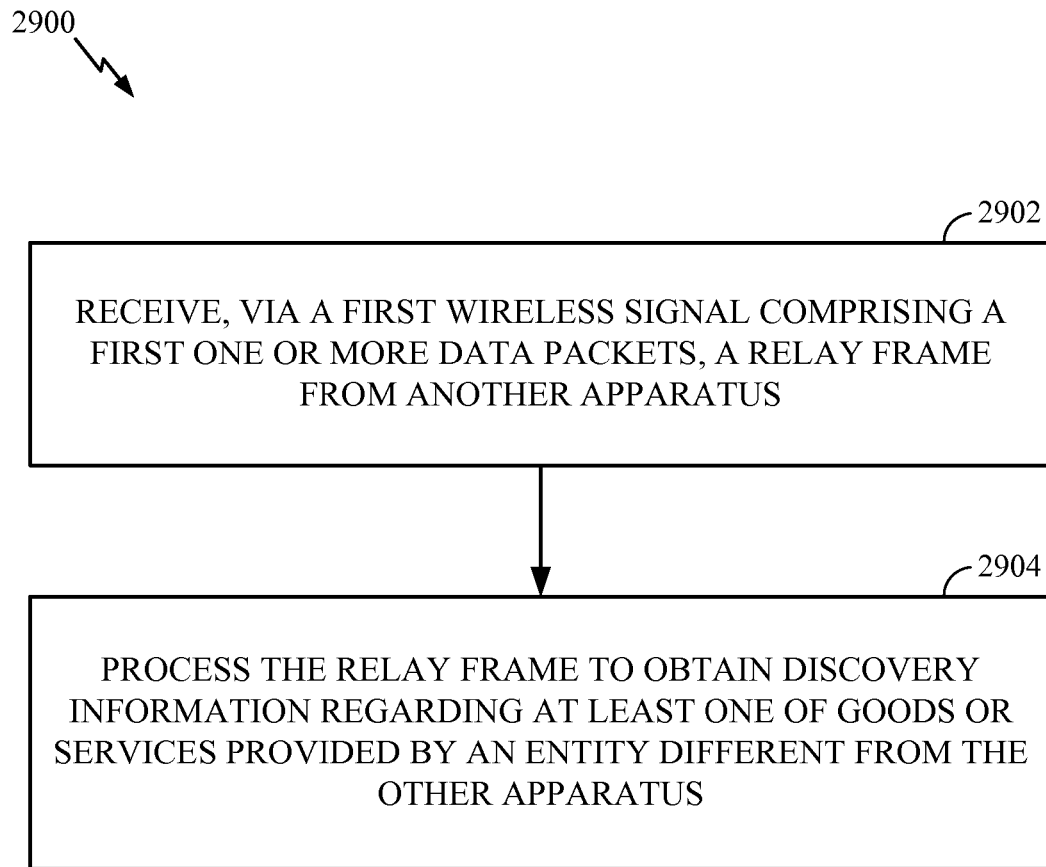 2900
2902
RECEIVE, VIA A FIRST WIRELESS SIGNAL COMPRISING A
FIRST ONE OR MORE DATA PACKETS, A RELAY FRAME
FROM ANOTHER APPARATUS
2904
PROCESS THE RELAY FRAME TO OBTAIN DISCOVERY
INFORMATION REGARDING AT LEAST ONE OF GOODS OR
SERVICES PROVIDED BY AN ENTITY DIFFERENT FROM THE
OTHER APPARATUS